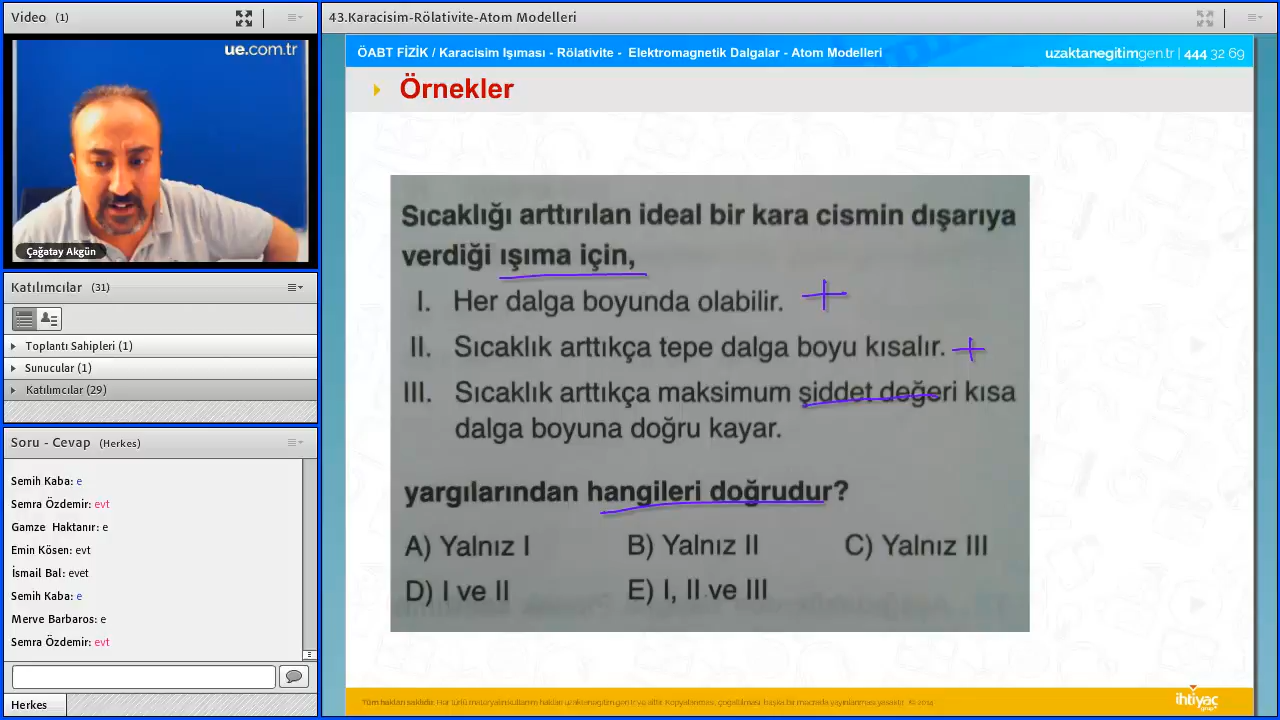 Video (1)
43.Karacisim-Rölativite-Atom Modelleri
ue.com.tr
Çağatay Akgün
ÖABT FİZİK / Karacisim Işıması - Rölativite - Elektromagnetik Dalgalar - Atom Modelleri
uzaktanegitimgen.tr | 444 32 69
Örnekler
Sıcaklığı arttırılan ideal bir kara cismin dışarıya
verdiği ışıma için,
I. Her dalga boyunda olabilir.
II. Sıcaklık arttıkça tepe dalga boyu kısalır.
III. Sıcaklık arttıkça maksimum şiddet değeri kısa
dalga boyuna doğru kayar.
yargılarından hangileri doğrudur?
A) Yalnız I B) Yalnız II C) Yalnız III
D) I ve II E) I, II ve III
Katılımcılar (31)
Toplantı Sahipleri (1)
Sunucular (1)
Katılımcılar (29)
Soru - Cevap (Herkes)
Semih Kaba: e
Semra Özdemir: evt
Gamze Haktanır: e
Emin Kösen: evt
İsmail Bal: evet
Semih Kaba: e
Merve Barbaros: e
Semra Özdemir: evt
Herkes
Tüm hakları saklıdır.
© 2014
ihtiyaç